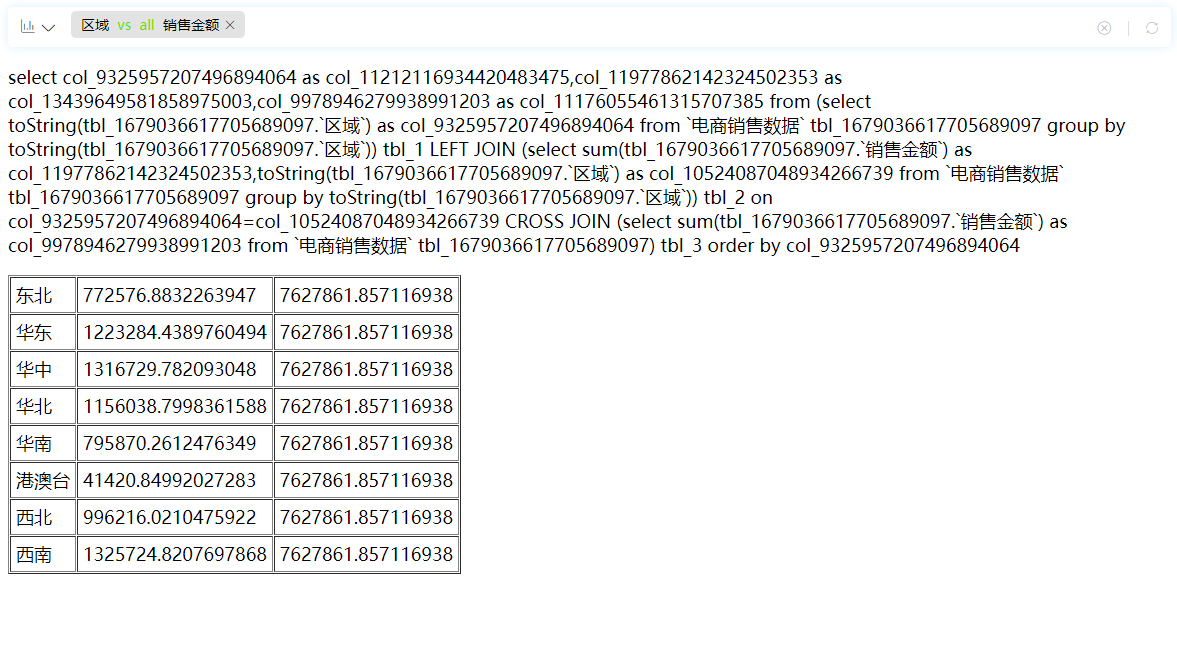 区域 vs all 销售金额
select col_9325957207496894064 as col_11212116934420483475,col_11977862142324502353 as
col_13439649581858975003,col_9978946279938991203 as col_11176055461315707385 from (select
toString(tbl_1679036617705689097.`区域`) as col_9325957207496894064 from `电商销售数据` tbl_1679036617705689097 group by
toString(tbl_1679036617705689097.`区域`)) tbl_1 LEFT JOIN (select sum(tbl_1679036617705689097.`销售金额`) as
col_11977862142324502353,toString(tbl_1679036617705689097.`区域`) as col_10524087048934266739 from `电商销售数据`
tbl_1679036617705689097 group by toString(tbl_1679036617705689097.`区域`)) tbl_2 on
col_9325957207496894064=col_10524087048934266739 CROSS JOIN (select sum(tbl_1679036617705689097.`销售金额`) as
col_9978946279938991203 from `电商销售数据` tbl_1679036617705689097) tbl_3 order by col_9325957207496894064
东北 772576.8832263947 7627861.857116938
华东 1223284.4389760494 7627861.857116938
华中 1316729.782093048 7627861.857116938
华北 1156038.7998361588 7627861.857116938
华南 795870.2612476349 7627861.857116938
港澳台 41420.84992027283 7627861.857116938
西北 996216.0210475922 7627861.857116938
西南 1325724.8207697868 7627861.857116938